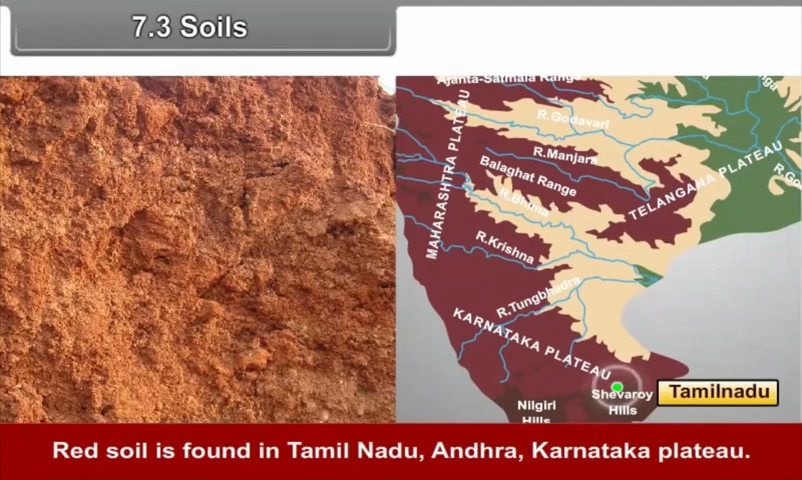 7.3 Soils
Ajanta-Satmala Range
R.Godavari
MAHARASHTRA PLATEAU
R.Manjara
Balaghat Range
TELANGANA PLATEAU
R.Bhima
R.Krishna
R.Tungbhadra
KARNATAKA PLATEAU
Shevaroy
Hills
Tamilnadu
Nilgiri
Hills
Red soil is found in Tamil Nadu, Andhra, Karnataka plateau.